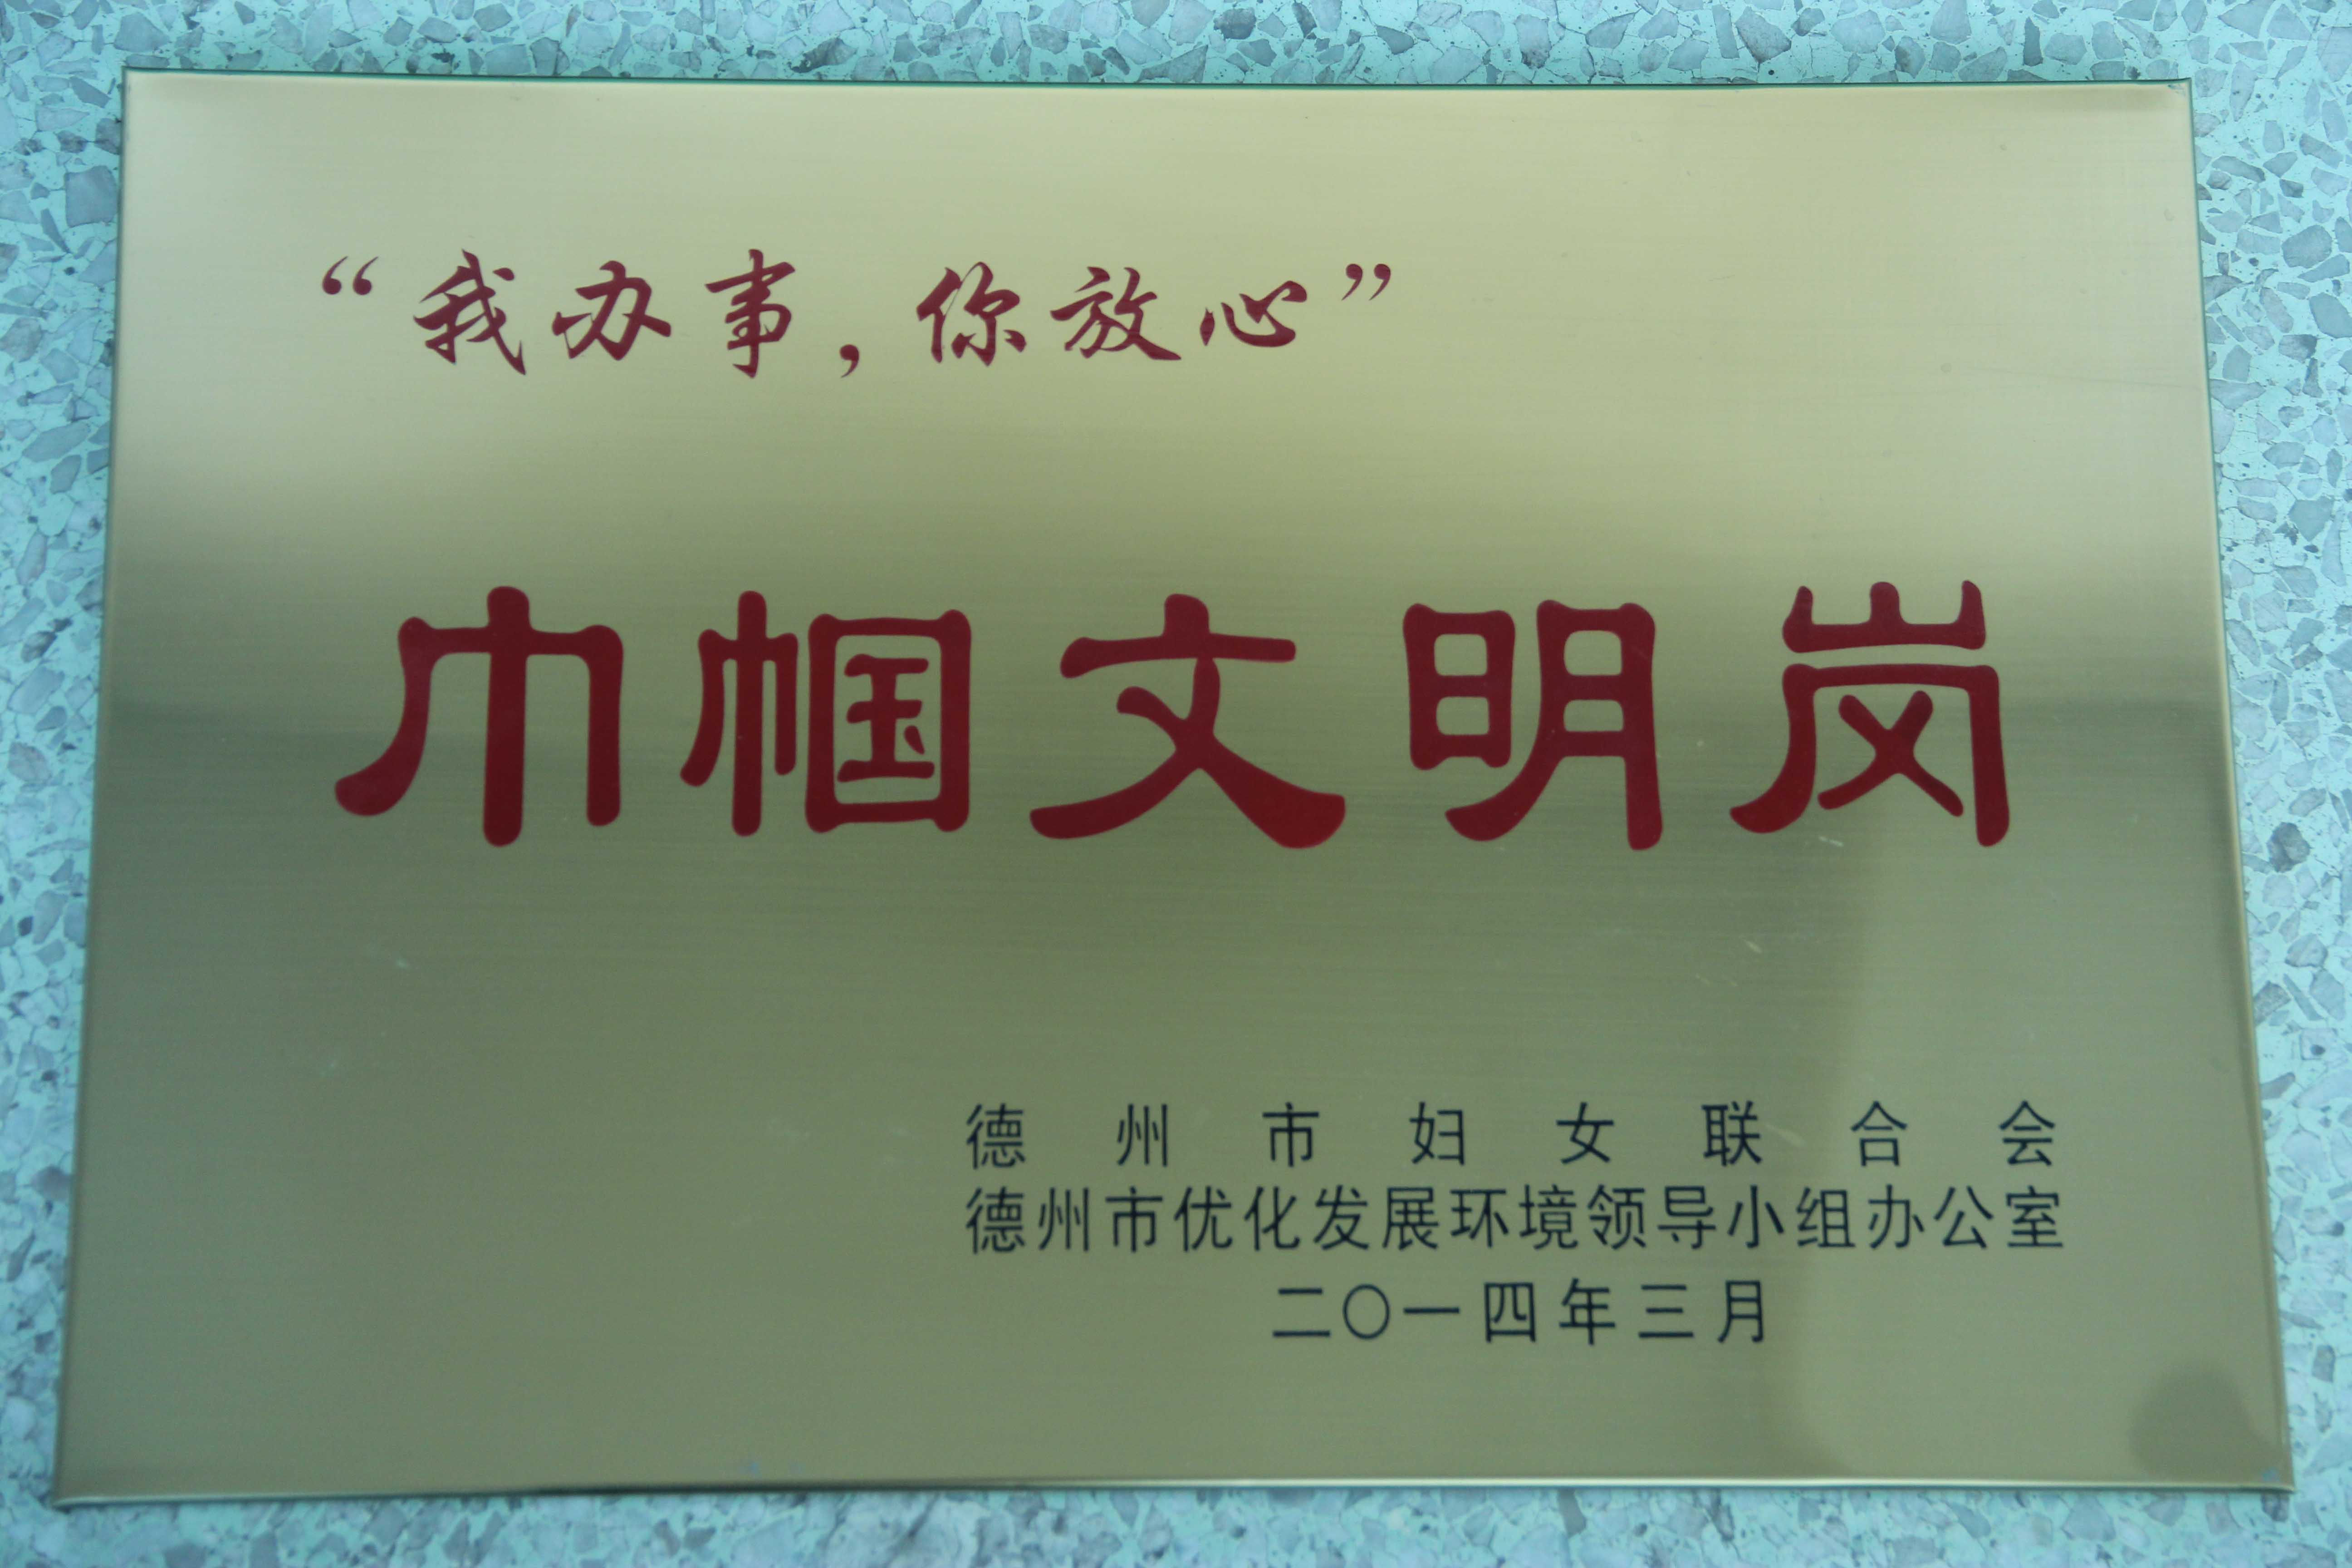 “我办事，你放心”
巾帼文明岗
德州市妇女联合会
德州市优化发展环境领导小组办公室
二〇一四年三月